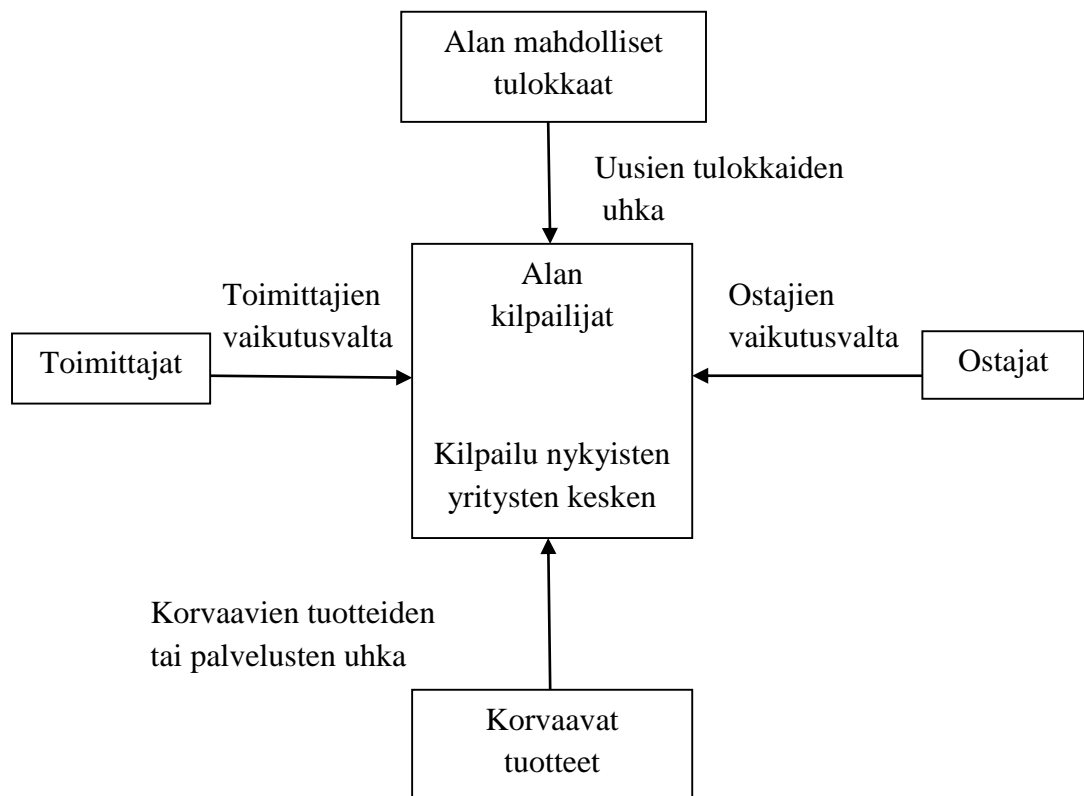 Alan mahdolliset
tulokkaat
Uusien tulokkaiden
uhka
Toimittajien
vaikutusvalta
Toimittajat
Alan
kilpailijat
Kilpailu nykyisten
yritysten kesken
Ostajien
vaikutusvalta
Ostajat
Korvaavien tuotteiden
tai palvelusten uhka
Korvaavat
tuotteet